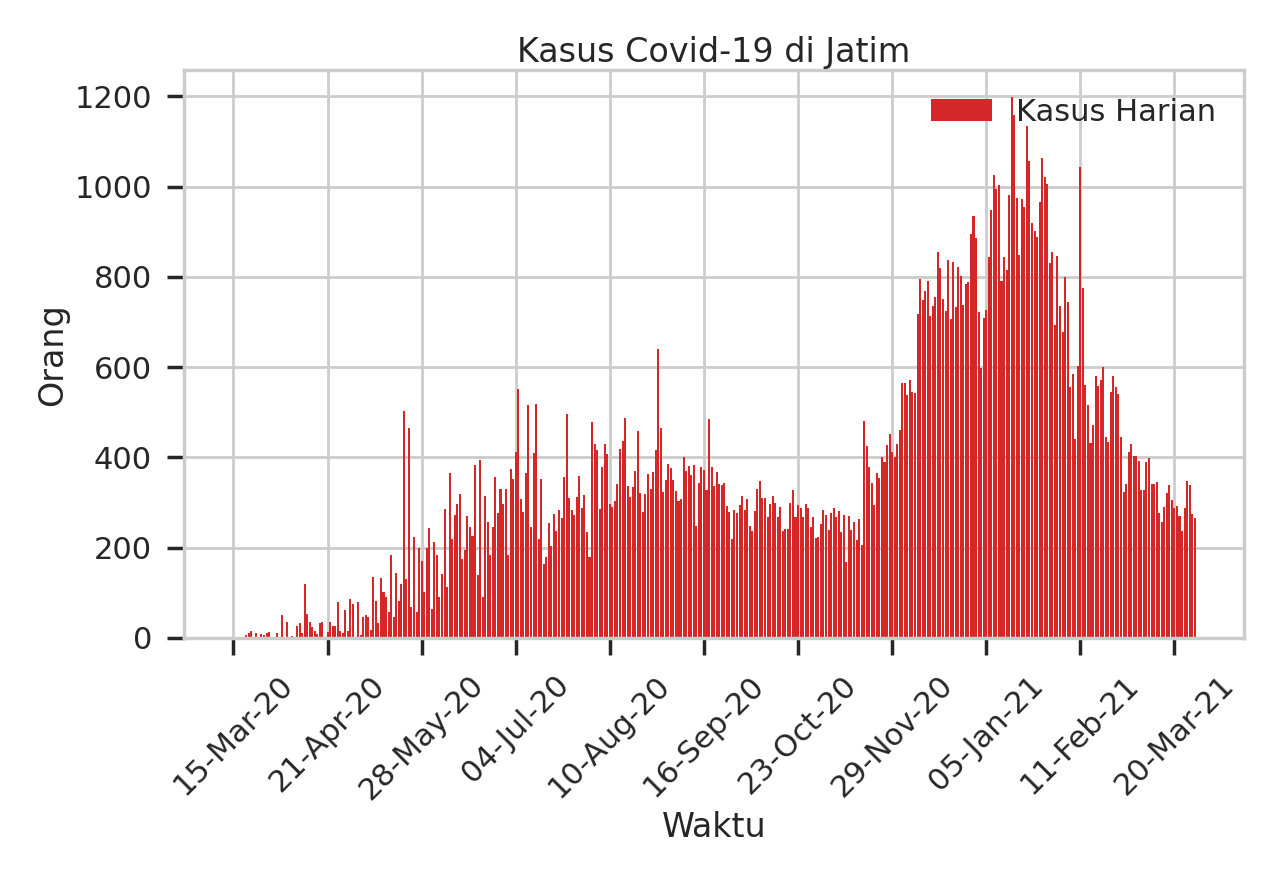 Kasus Covid-19 di Jatim
Kasus Harian
Orang
1200
1000
800
600
400
200
0
15-Mar-20
21-Apr-20
28-May-20
04-Jul-20
10-Aug-20
16-Sep-20
23-Oct-20
29-Nov-20
05-Jan-21
11-Feb-21
20-Mar-21
Waktu